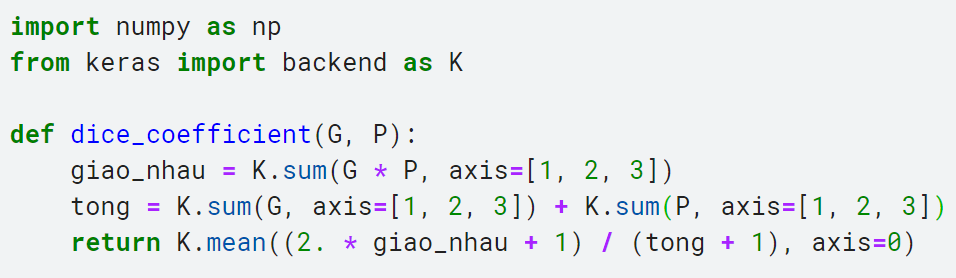 import numpy as np
from keras import backend as K
def dice_coefficient(G, P):
giao_nhau = K.sum(G * P, axis=[1, 2, 3])
tong = K.sum(G, axis=[1, 2, 3]) + K.sum(P, axis=[1, 2, 3])
return K.mean((2. * giao_nhau + 1) / (tong + 1), axis=0)